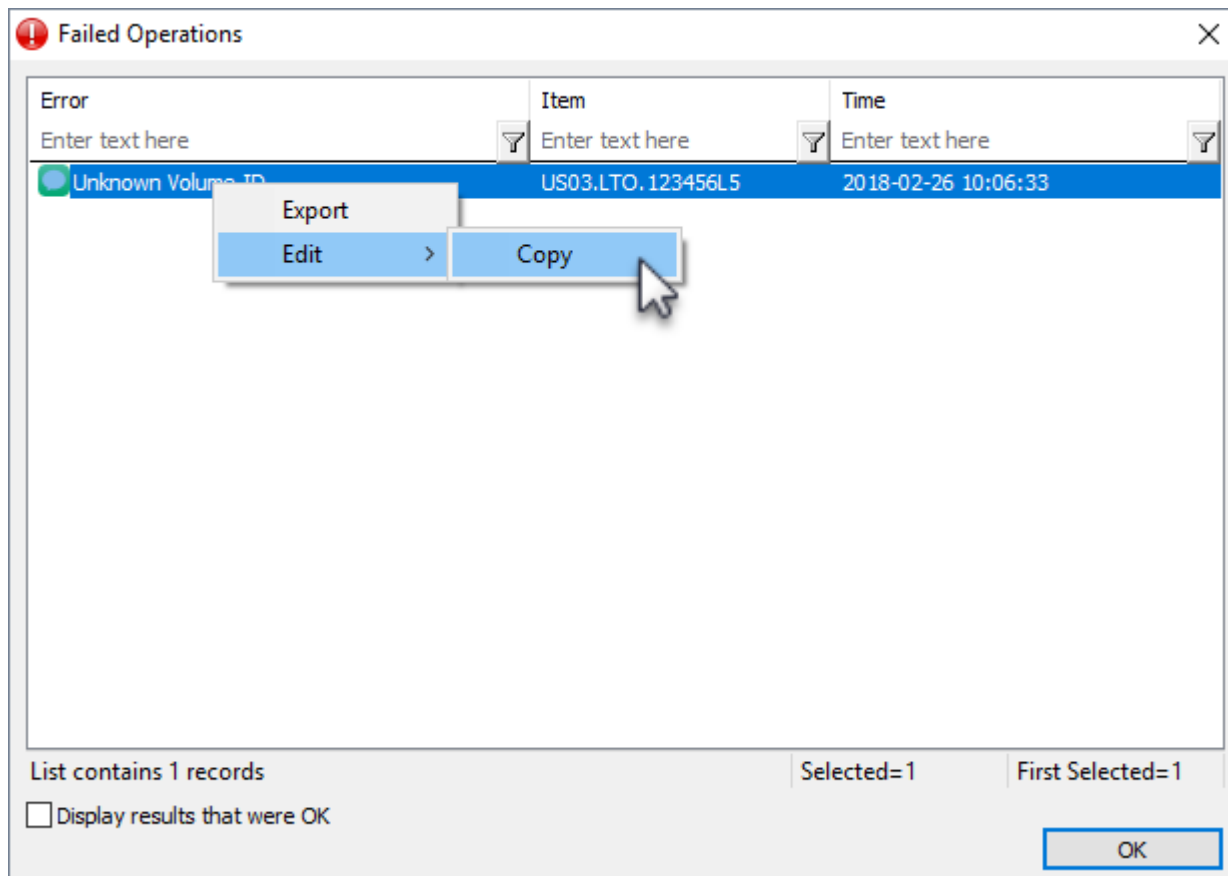 Failed Operations
Error Item Time
Enter text here Enter text here Enter text here
Unknown Volume ID US03.LTO.123456L5 2018-02-26 10:06:33
Export
Edit > Copy
List contains 1 records Selected=1 First Selected=1
Display results that were OK
OK